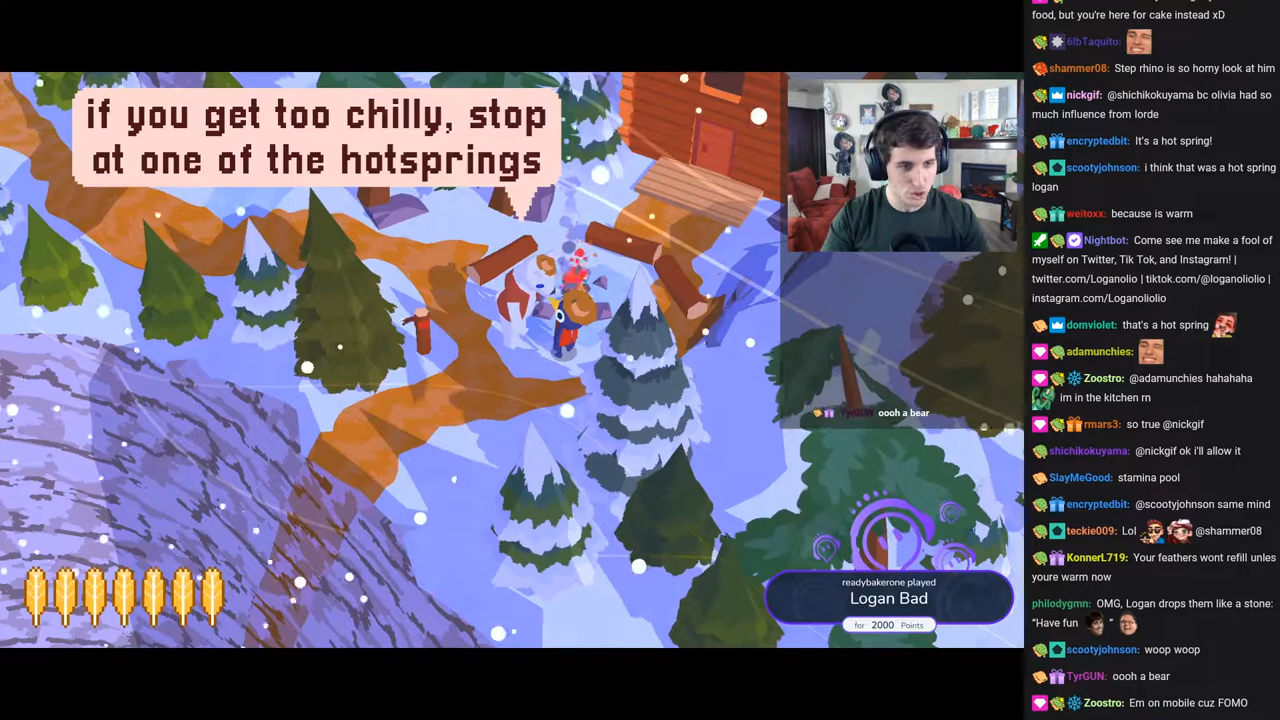 if you get too chilly, stop
at one of the hotsprings
TyrGUN oooh a bear
readybakerone played
Logan Bad
for 2000 Points
food, but you're here for cake instead xD
6lbTaquito:
shammer08: Step rhino is so horny look at him
nickgif: @shichikokuyama bc olivia had so
much influence from lorde
encryptedbit: It's a hot spring!
scootyjohnson: i think that was a hot spring
logan
weitoxx: because is warm
Nightbot: Come see me make a fool of
myself on Twitter, Tik Tok, and Instagram! |
twitter.com/Loganolio | tiktok.com/@loganoliolio |
instagram.com/Loganoliolio
domviolet: that's a hot spring
adamunchies:
Zoostro: @adamunchies hahahaha
im in the kitchen rn
rmars3: so true @nickgif
shichikokuyama: @nickgif ok i'll allow it
SlayMeGood: stamina pool
encryptedbit: @scootyjohnson same mind
teckie009: Lol @shammer08
KonnerL719: Your feathers wont refill unles
youre warm now
philodygmn: OMG, Logan drops them like a stone:
“Have fun ”
scootyjohnson: woop woop
TyrGUN: oooh a bear
Zoostro: Em on mobile cuz FOMO